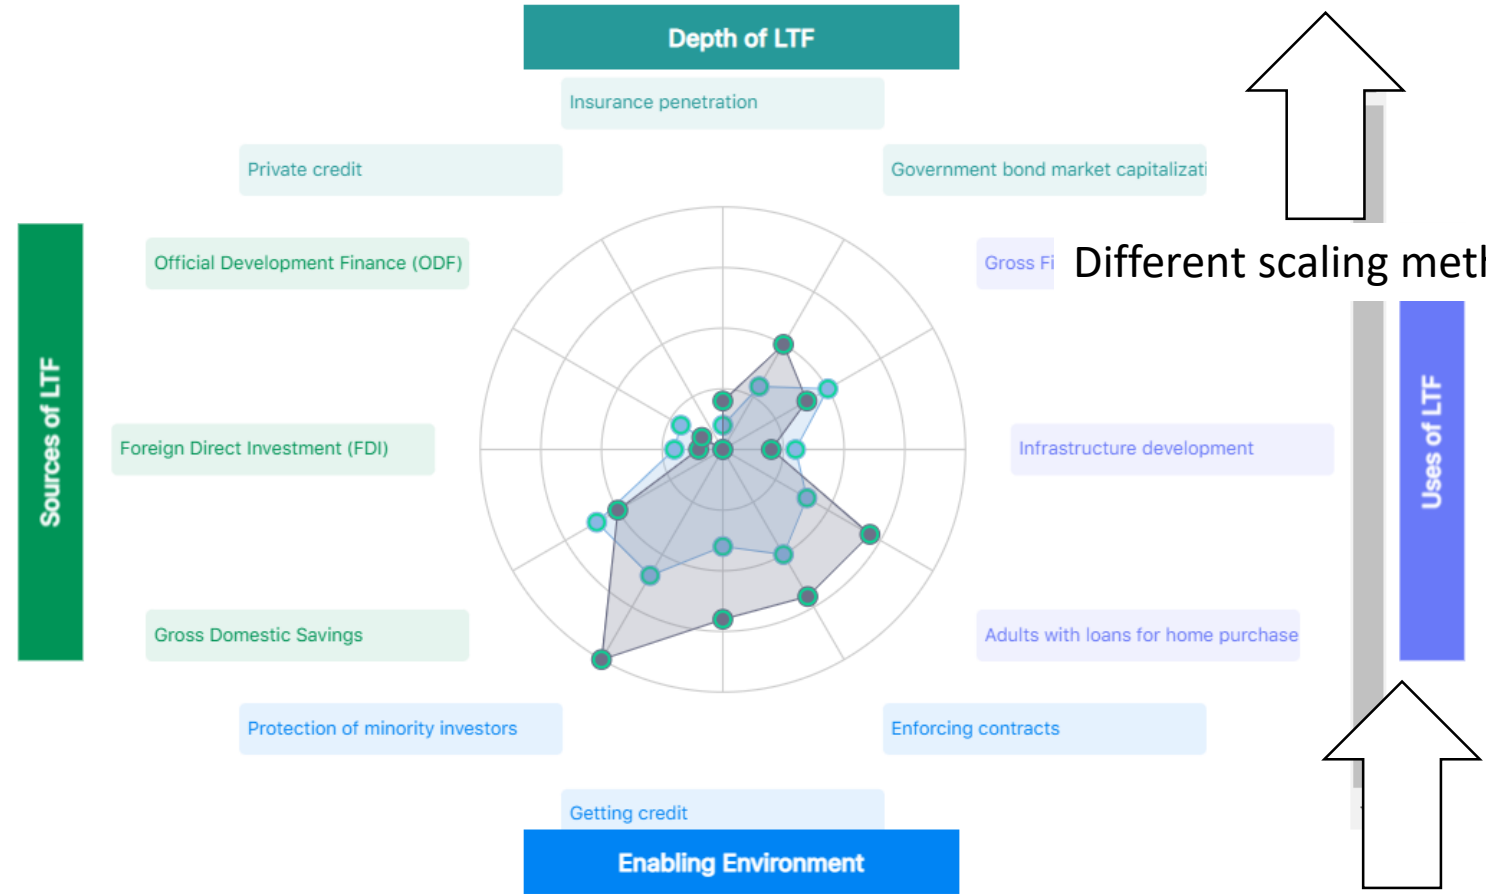 Depth of LTF
Insurance penetration
Private credit
Government bond market capitalizati
Official Development Finance (ODF)
Gross Fi
Different scaling meth
Sources of LTF
Foreign Direct Investment (FDI)
Infrastructure development
Uses of LTF
Gross Domestic Savings
Adults with loans for home purchase
Protection of minority investors
Enforcing contracts
Getting credit
Enabling Environment